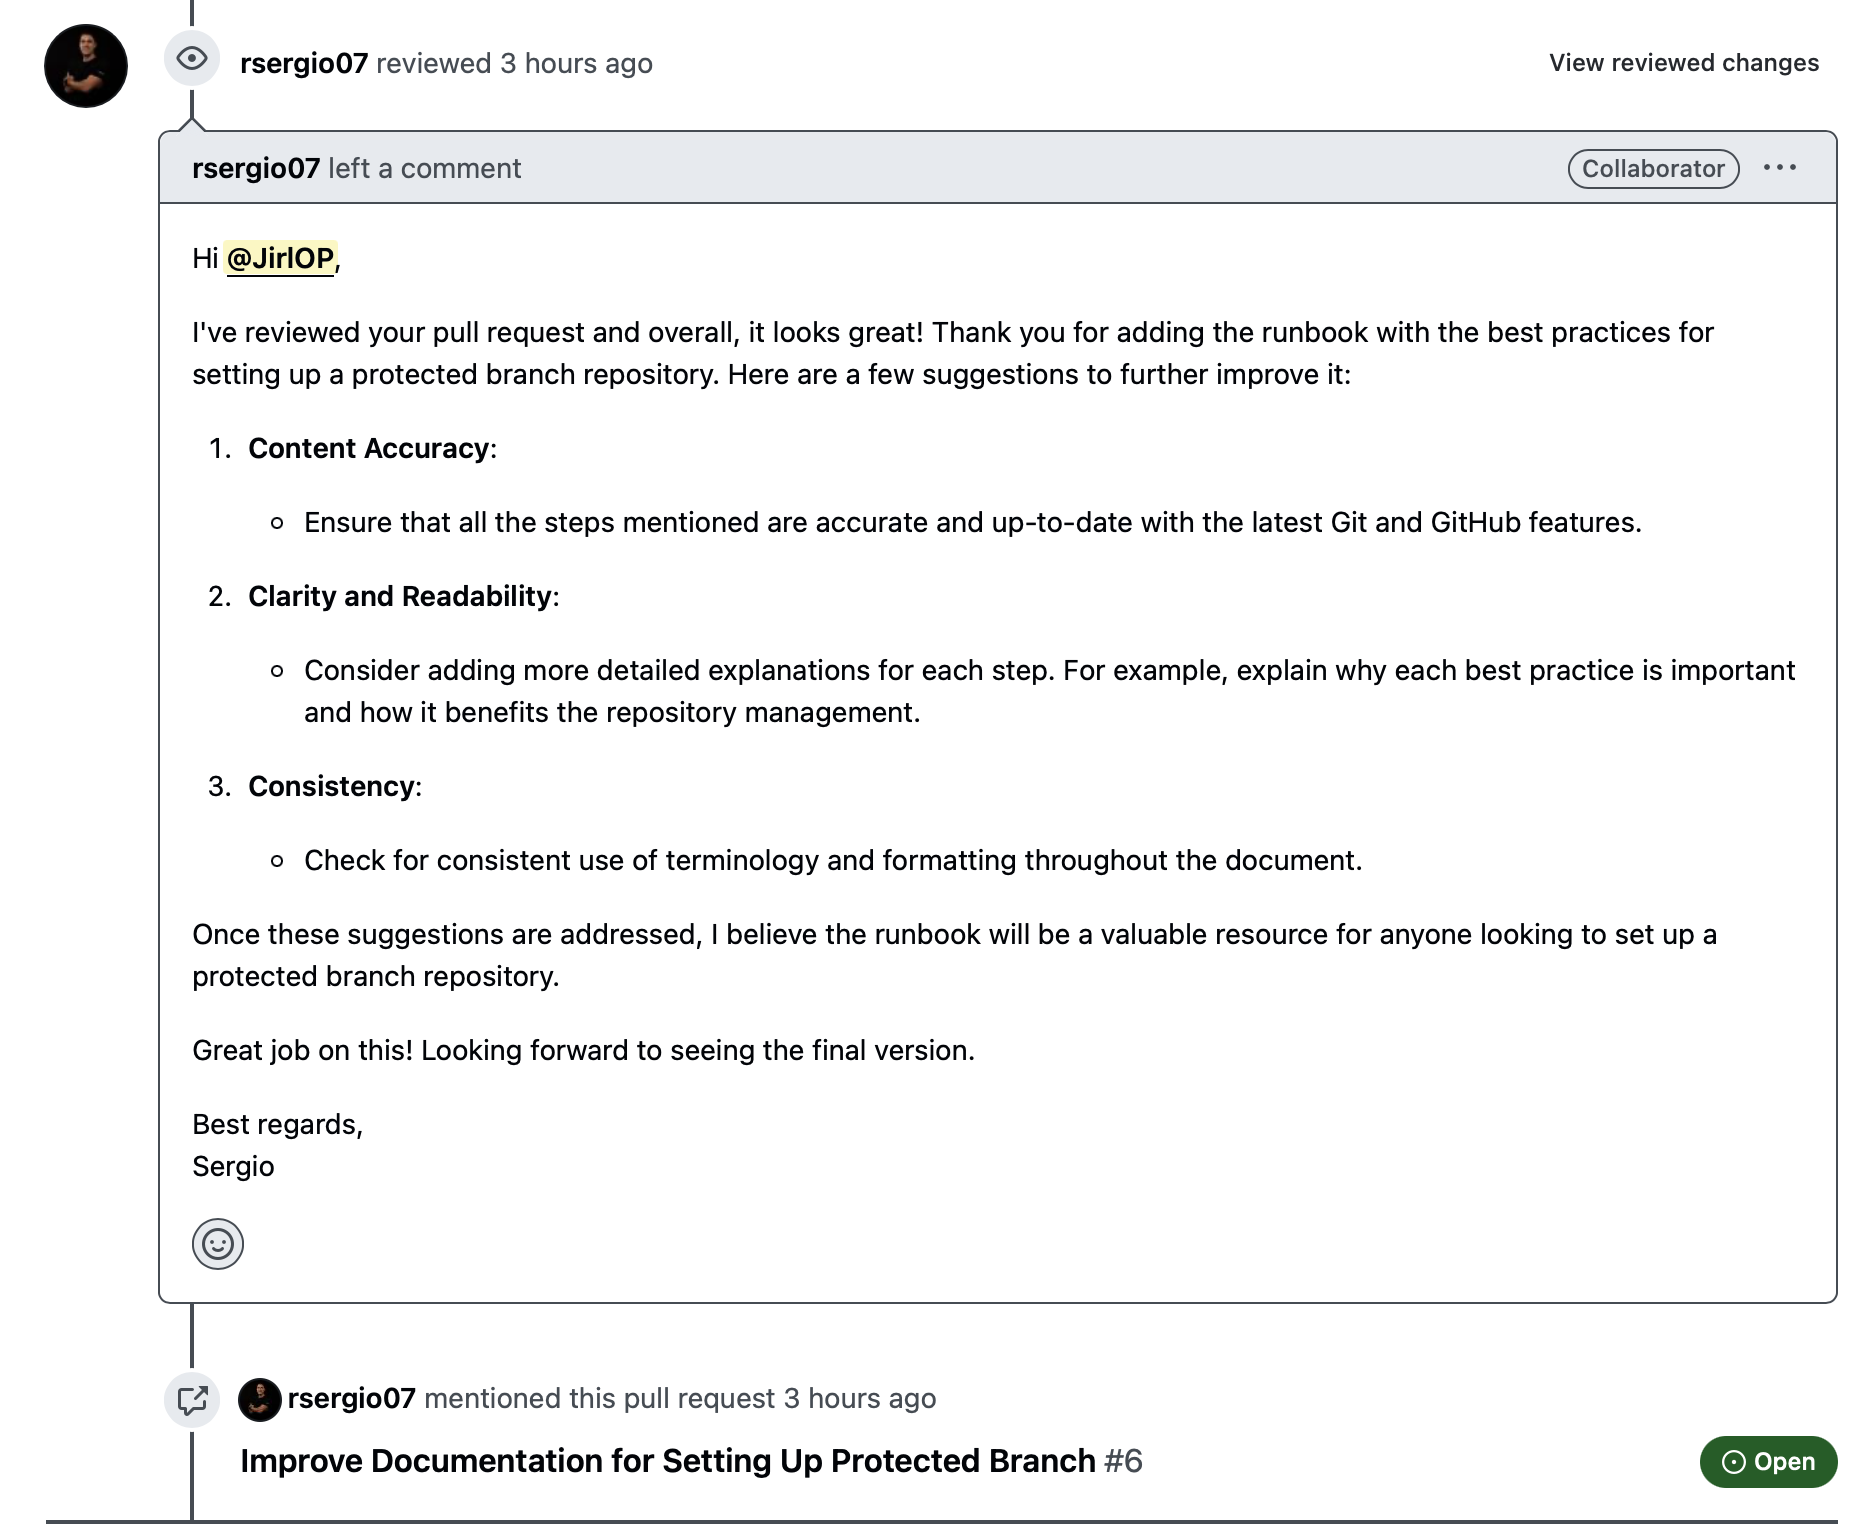 rsergio07 reviewed 3 hours ago
View reviewed changes
rsergio07 left a comment
Collaborator
Hi @JirlOP,
I've reviewed your pull request and overall, it looks great! Thank you for adding the runbook with the best practices for
setting up a protected branch repository. Here are a few suggestions to further improve it:
1. Content Accuracy:
Ensure that all the steps mentioned are accurate and up-to-date with the latest Git and GitHub features.
2. Clarity and Readability:
Consider adding more detailed explanations for each step. For example, explain why each best practice is important
and how it benefits the repository management.
3. Consistency:
Check for consistent use of terminology and formatting throughout the document.
Once these suggestions are addressed, I believe the runbook will be a valuable resource for anyone looking to set up a
protected branch repository.
Great job on this! Looking forward to seeing the final version.
Best regards,
Sergio
rsergio07 mentioned this pull request 3 hours ago
Improve Documentation for Setting Up Protected Branch #6
Open